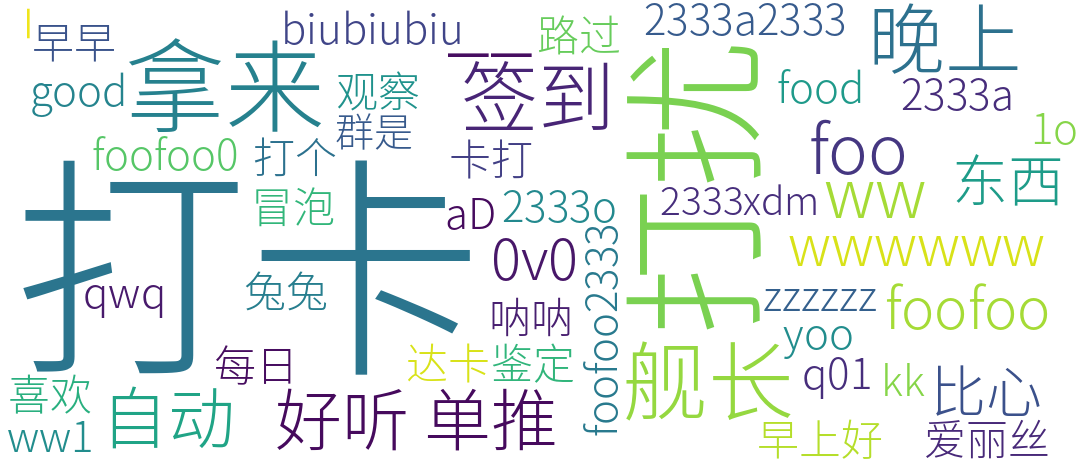 早早
good
拿来
biubiubiu
签到
路过
2333a2333
晚上
food
2333a
观察
群是
foofoo0
打个
卡打
foo
1o
东西
打扰
打卡
冒泡
aD
2333o
2333xdm
ww
wwwwww
qwq
兔兔
0v0
呐呐
foofoo2333o
zzzzzz
foofoo
yoo
每日
达卡
鉴定
舰长
q01
kk
比心
喜欢
ww1
自动
好听
单推
早上好
爱丽丝